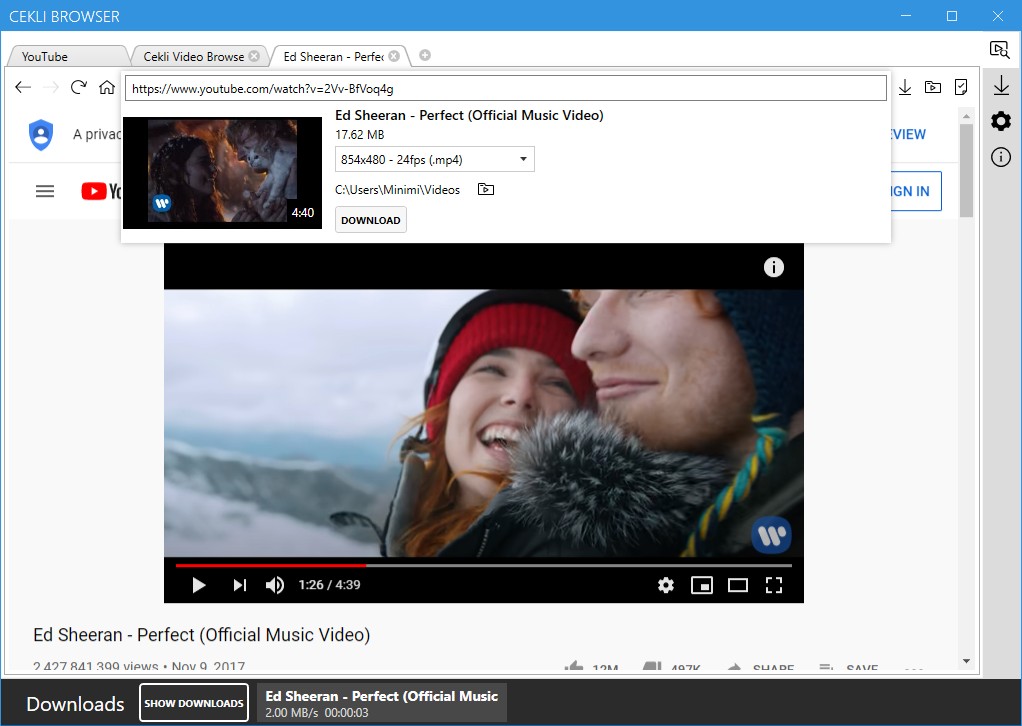 CEKLI BROWSER
YouTube
Cekli Video Browse
Ed Sheeran - Perfec
https://www.youtube.com/watch?v=2Vv-BfVoq4g
A privac
VIEW
Ed Sheeran - Perfect (Official Music Video)
17.62 MB
854x480 - 24fps (.mp4)
C:\Users\Minimi\Videos
4:40
DOWNLOAD
GN IN
1:26 / 4:39
Ed Sheeran - Perfect (Official Music Video)
2,427,841,399 views • Nov 9, 2017
12M
497K
SHARE
SAVE
Downloads
SHOW DOWNLOADS
Ed Sheeran - Perfect (Official Music
2.00 MB/s 00:00:03